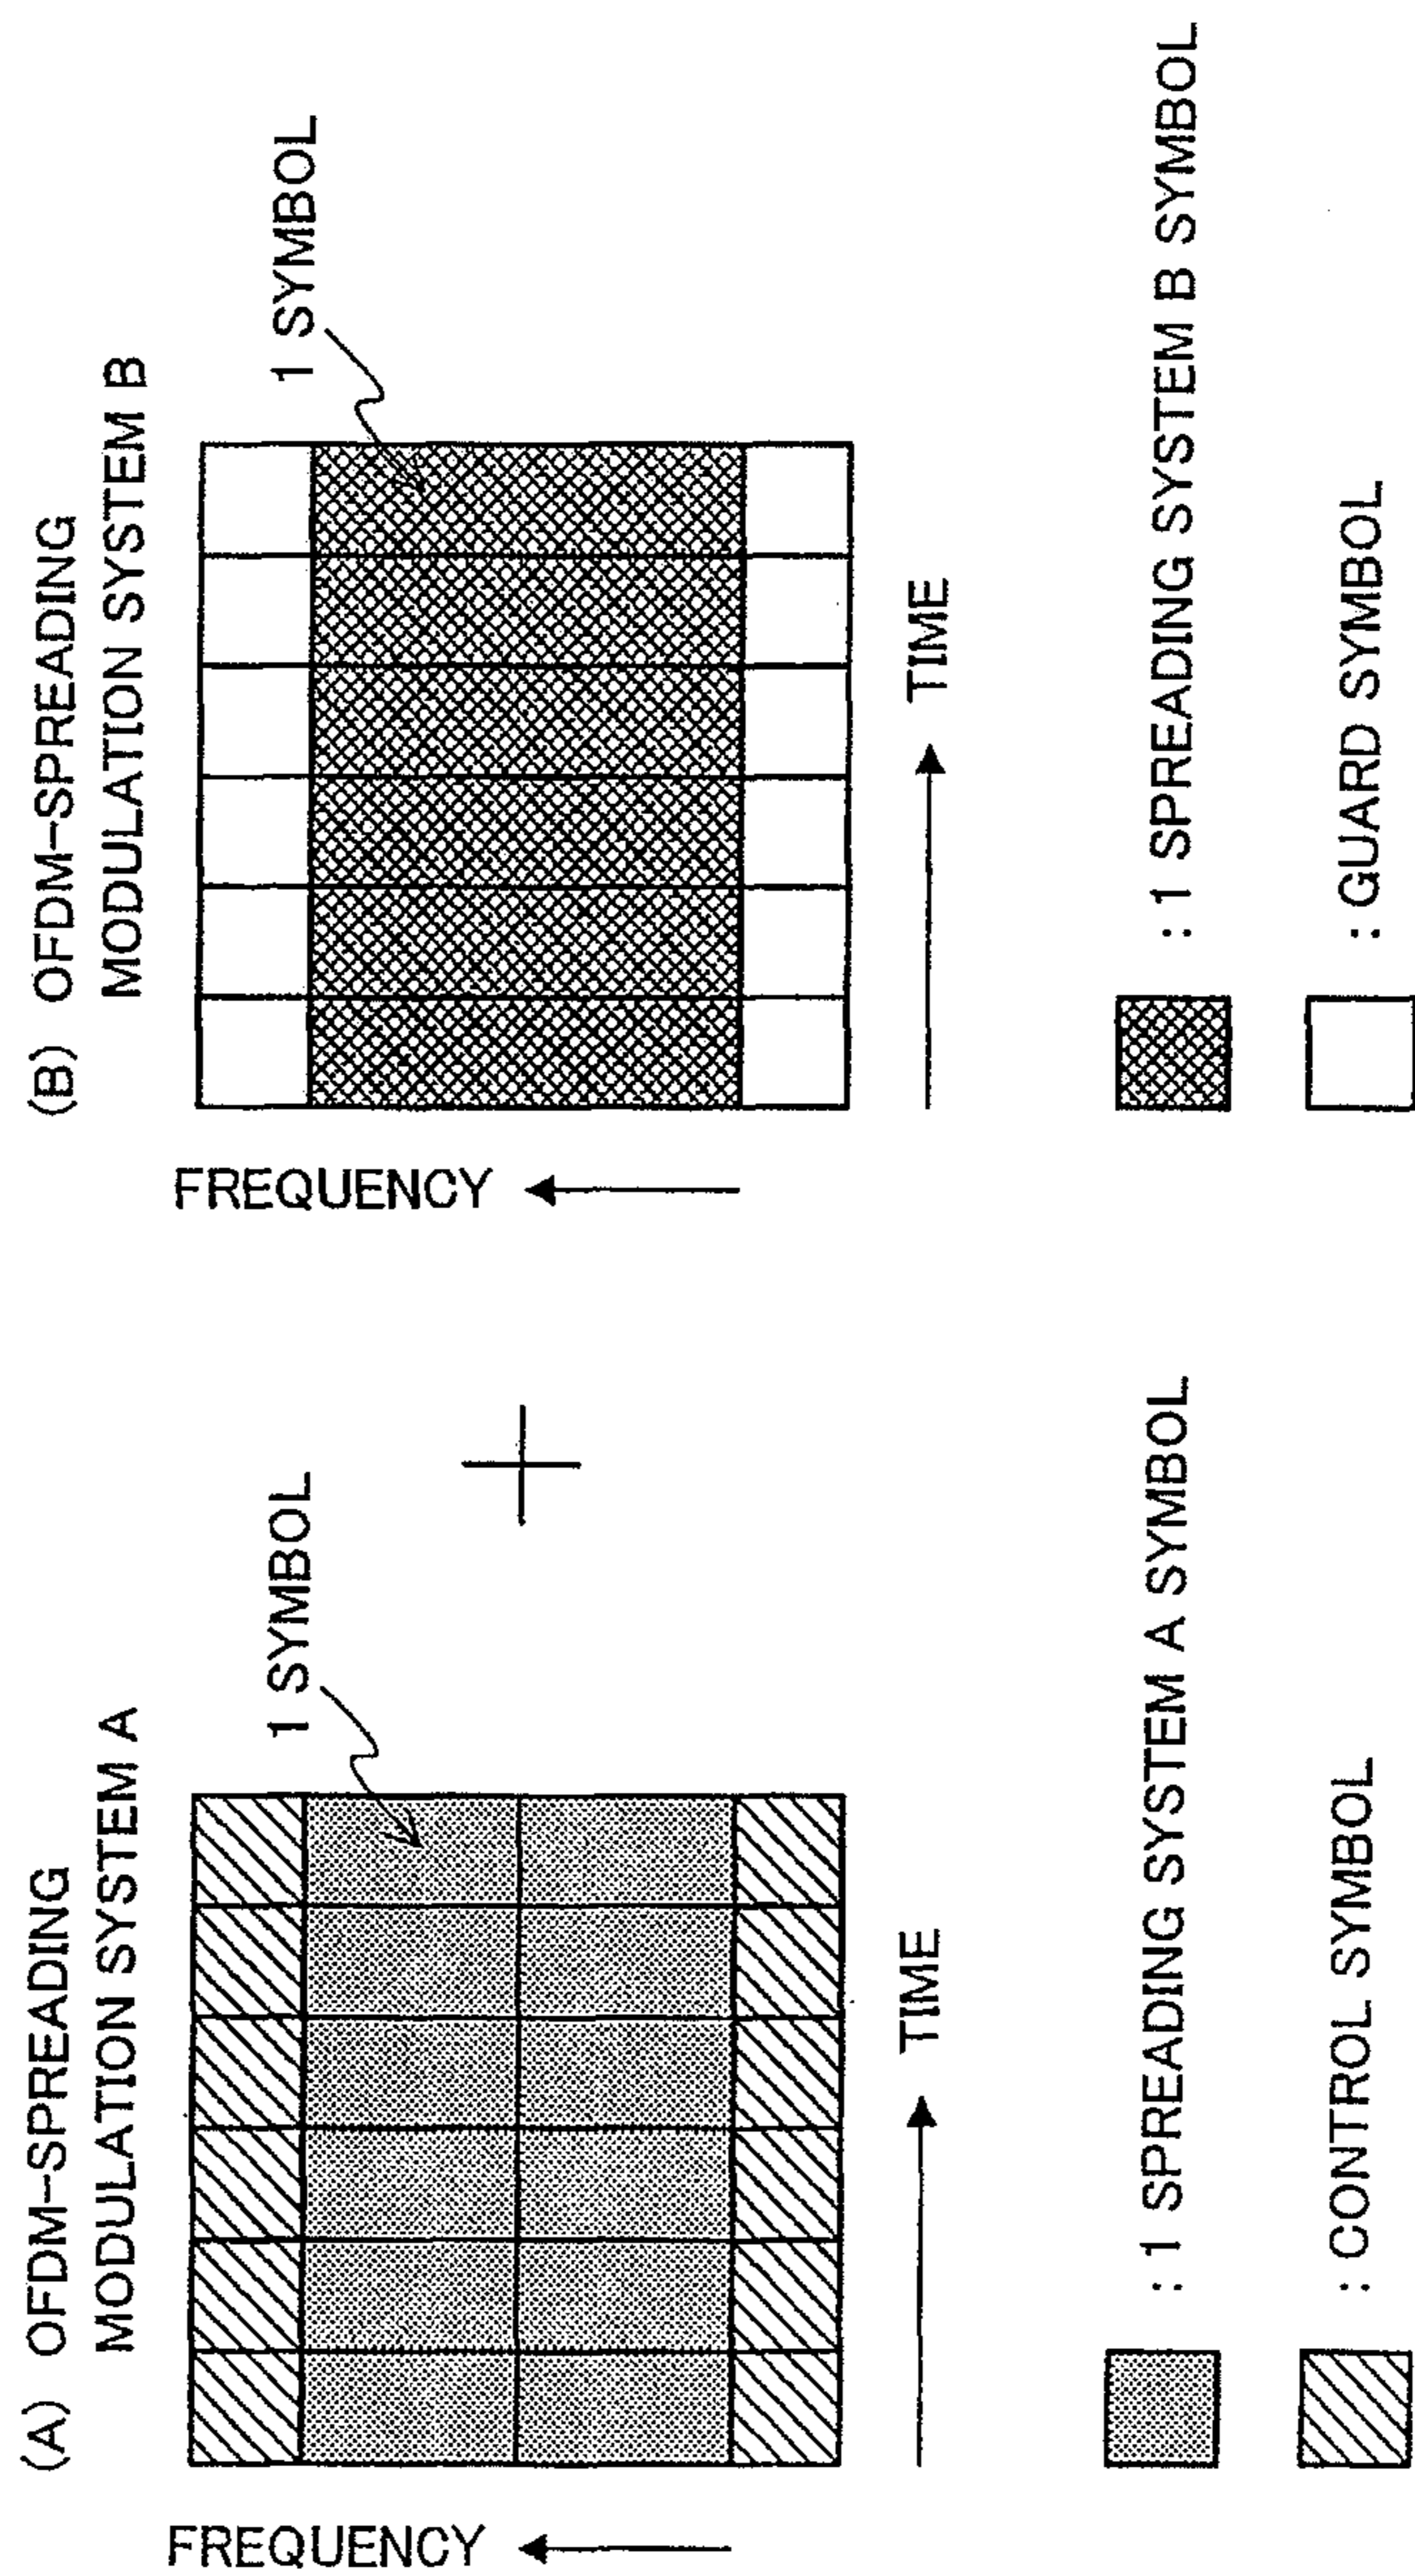 (A) OFDM-SPREADING
MODULATION SYSTEM A
1 SYMBOL
FREQUENCY
TIME
: 1 SPREADING SYSTEM A SYMBOL
: CONTROL SYMBOL
+
(B) OFDM-SPREADING
MODULATION SYSTEM B
1 SYMBOL
FREQUENCY
TIME
: 1 SPREADING SYSTEM B SYMBOL
: GUARD SYMBOL